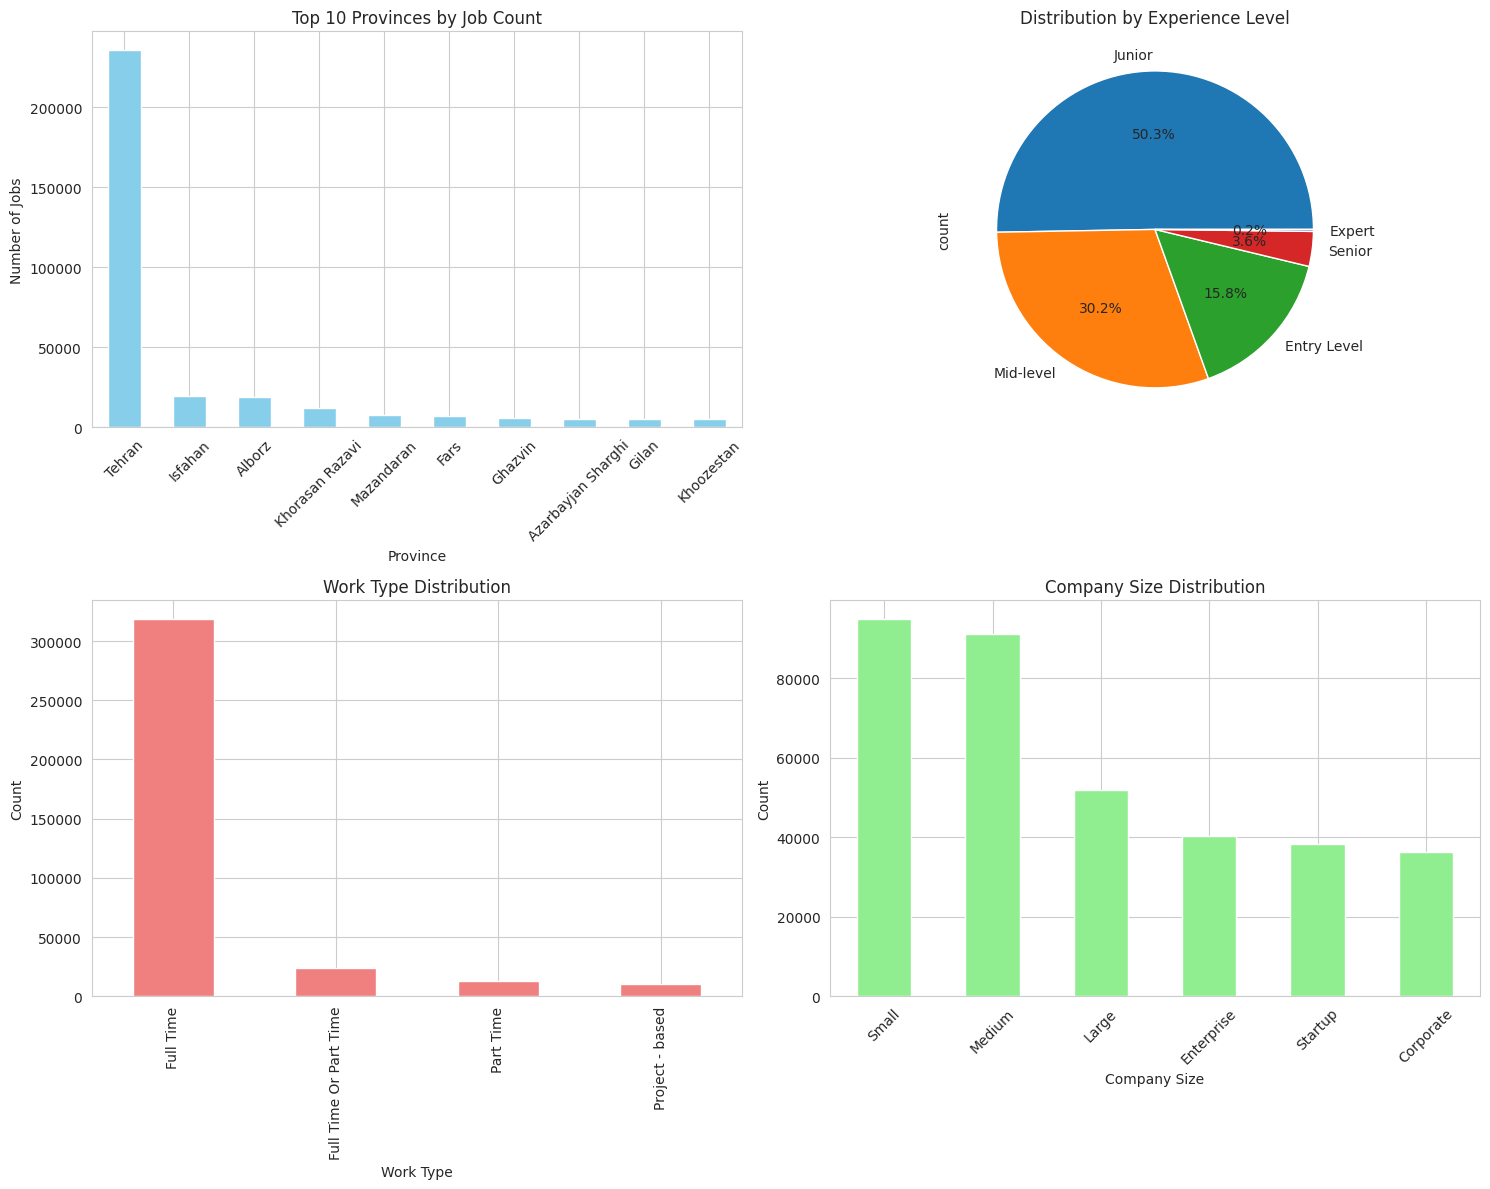 Top 10 Provinces by Job Count
Number of Jobs
200000
150000
100000
50000
0
Tehran
Isfahan
Alborz
Khorasan Razavi
Mazandaran
Fars
Ghazvin
Azarbayjan Sharghi
Gilan
Khoozestan
Province
Distribution by Experience Level
Junior
50.3%
count
0.2%
Expert
3.6%
Senior
15.8%
30.2%
Entry Level
Mid-level
Work Type Distribution
Count
300000
250000
200000
150000
100000
50000
0
Full Time
Full Time Or Part Time
Part Time
Project - based
Work Type
Company Size Distribution
Count
80000
60000
40000
20000
0
Small
Medium
Large
Enterprise
Startup
Corporate
Company Size